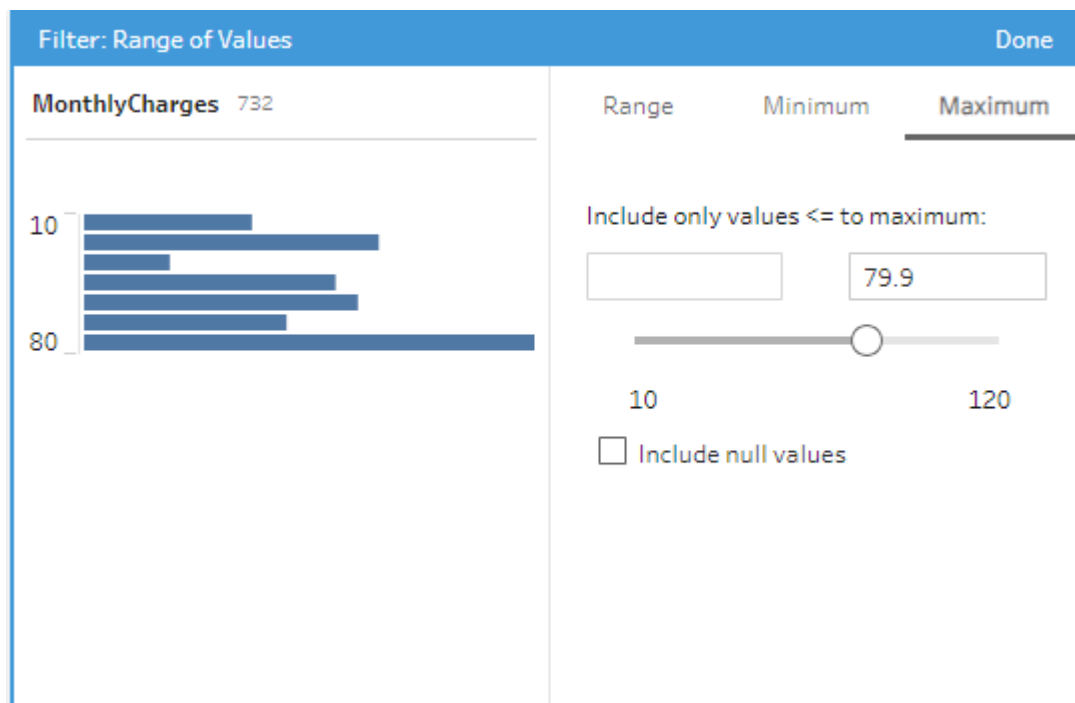 Filter: Range of Values Done
MonthlyCharges 732
10
80
Range Minimum Maximum
Include only values <= to maximum:
79.9
10 120
Include null values